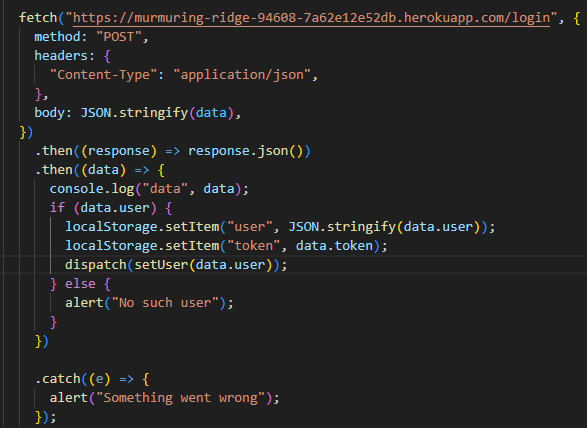 fetch("https://murmuring-ridge-94608-7a62e12e52db.herokuapp.com/login", {
  method: "POST",
  headers: {
    "Content-Type": "application/json",
  },
  body: JSON.stringify(data),
})
  .then((response) => response.json())
  .then((data) => {
    console.log("data", data);
    if (data.user) {
      localStorage.setItem("user", JSON.stringify(data.user));
      localStorage.setItem("token", data.token);
      dispatch(setUser(data.user));
    } else {
      alert("No such user");
    }
  })

  .catch((e) => {
    alert("Something went wrong");
  });